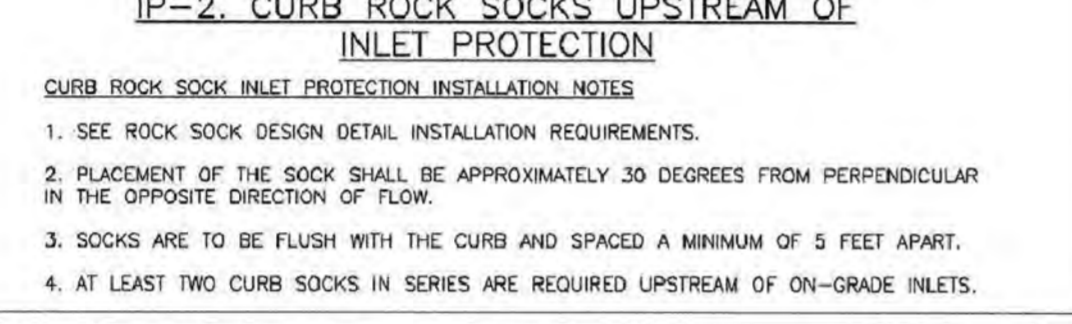 IP-2. CURB ROCK SOCKS UPSTREAM OF
INLET PROTECTION
CURB ROCK SOCK INLET PROTECTION INSTALLATION NOTES
1. SEE ROCK SOCK DESIGN DETAIL INSTALLATION REQUIREMENTS.
2. PLACEMENT OF THE SOCK SHALL BE APPROXIMATELY 30 DEGREES FROM PERPENDICULAR
IN THE OPPOSITE DIRECTION OF FLOW.
3. SOCKS ARE TO BE FLUSH WITH THE CURB AND SPACED A MINIMUM OF 5 FEET APART.
4. AT LEAST TWO CURB SOCKS IN SERIES ARE REQUIRED UPSTREAM OF ON-GRADE INLETS.